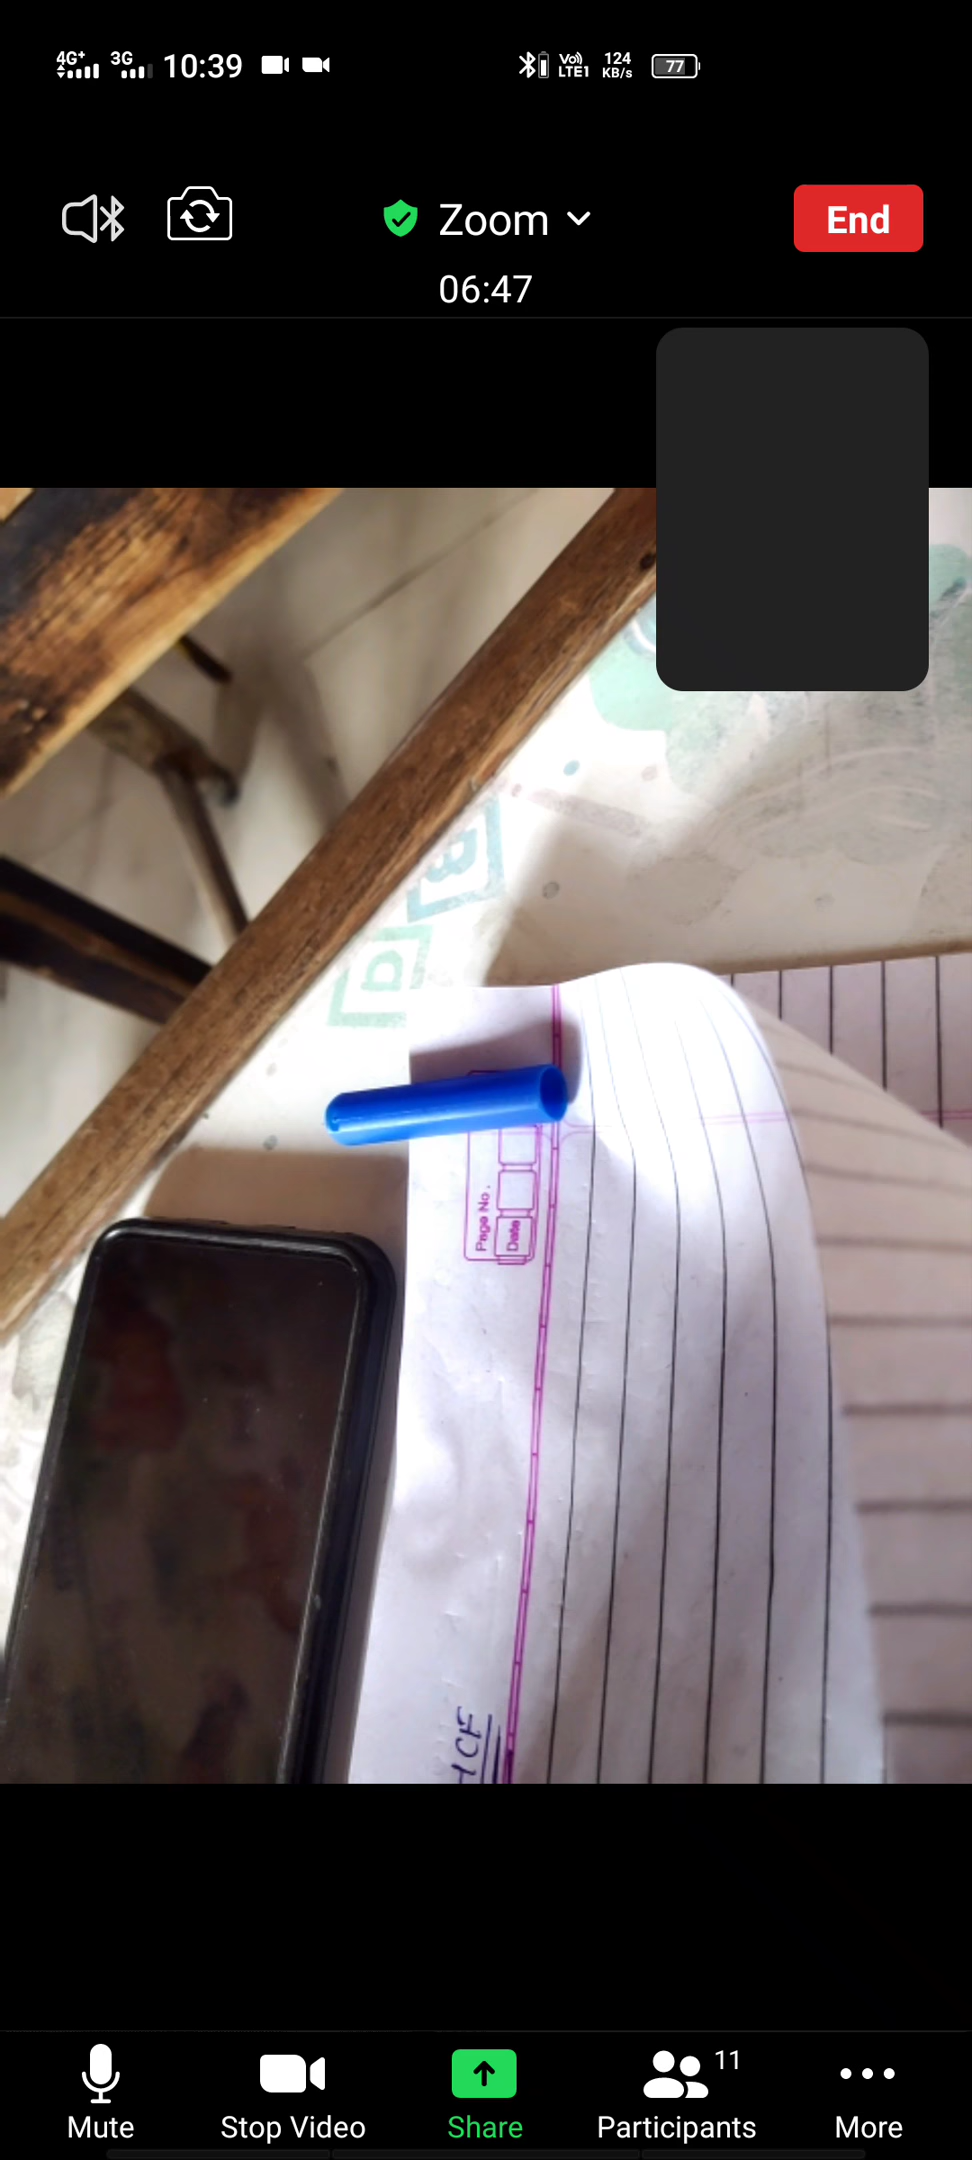 4G+ 3G 10:39 Vo) LTE1 124 KB/s 77
Zoom End
06:47
B
a
Page No.
Date
HCF
Mute Stop Video Share Participants 11 More